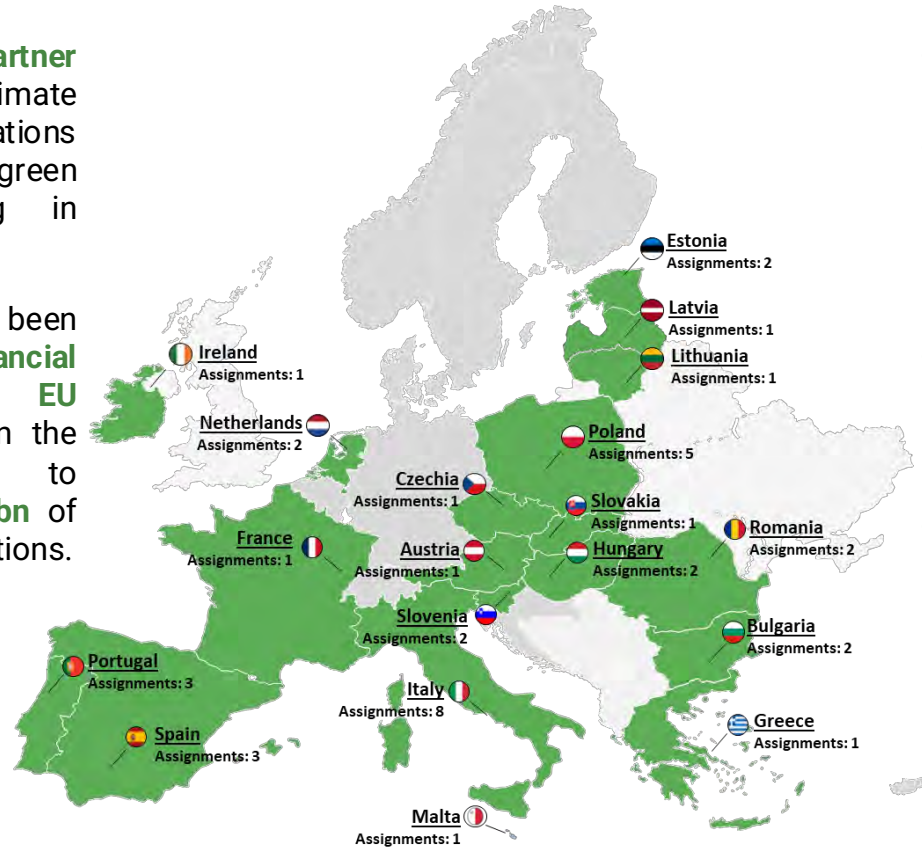 artner
imate
ations
green
g in
been
ancial
EU
n the
to
bn of
tions.
Estonia
Assignments: 2
Latvia
Assignments: 1
Lithuania
Assignments: 1
Ireland
Assignments: 1
Netherlands
Assignments: 2
Poland
Assignments: 5
Czechia
Assignments: 1
Slovakia
Assignments: 1
Romania
Assignments: 2
France
Assignments: 1
Austria
Assignments: 1
Hungary
Assignments: 2
Slovenia
Assignments: 2
Bulgaria
Assignments: 2
Portugal
Assignments: 3
Italy
Assignments: 8
Spain
Assignments: 3
Greece
Assignments: 1
Malta
Assignments: 1